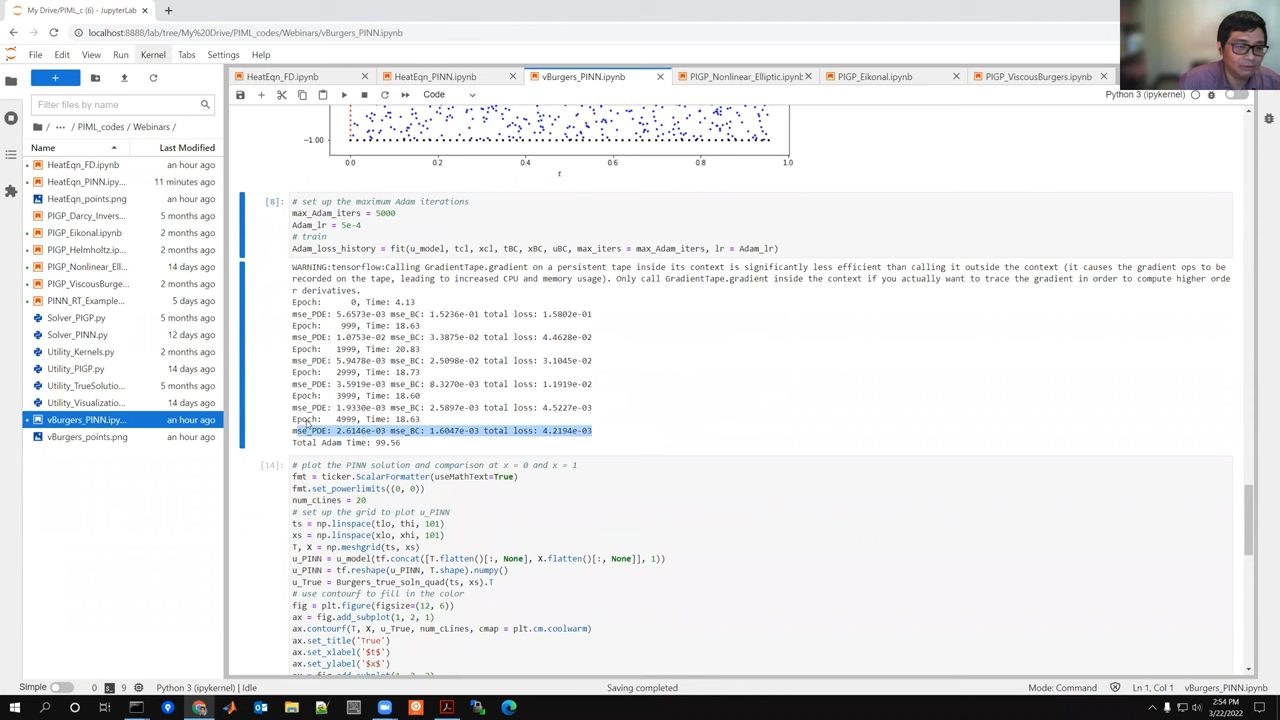 My Drive/PIML_c (6) - JupyterLab
localhost:8888/lab/tree/My%20Drive/PIML_codes/Webinars/vBurgers_PINN.ipynb
File Edit View Run Kernel Tabs Settings Help
HeatEqn_FD.ipynb
HeatEqn_PINN.ipynb
vBurgers_PINN.ipynb
PIGP_Nonlinear_Elliptic.ipynb
PIGP_Eikonal.ipynb
PIGP_ViscousBurgers.ipynb
Code
Python 3 (ipykernel)
Filter files by name
/ ··· / PIML_codes / Webinars /
Name Last Modified
HeatEqn_FD.ipynb an hour ago
HeatEqn_PINN.ipy... 11 minutes ago
HeatEqn_points.png an hour ago
PIGP_Darcy_Invers... 5 months ago
PIGP_Eikonal.ipynb 2 months ago
PIGP_Helmholtz.ip... 2 months ago
PIGP_Nonlinear_Ell... 14 days ago
PIGP_ViscousBurge... 14 days ago
PINN_RT_Example... 5 days ago
Solver_PIGP.py 5 months ago
Solver_PINN.py 12 days ago
Utility_Kernels.py 2 months ago
Utility_PIGP.py 14 days ago
Utility_TrueSolutio... 5 months ago
Utility_Visualizatio... 14 days ago
vBurgers_PINN.ipy... an hour ago
vBurgers_points.png an hour ago
−1.00
0.0 0.2 0.4 0.6 0.8 1.0
t
[8]:
# set up the maximum Adam iterations
max_Adam_iters = 5000
Adam_lr = 5e-4
# train
Adam_loss_history = fit(u_model, tcl, xcl, tBC, xBC, uBC, max_iters = max_Adam_iters, lr = Adam_lr)
WARNING:tensorflow:Calling GradientTape.gradient on a persistent tape inside its context is significantly less efficient than calling it outside the context (it causes the gradient ops to be
recorded on the tape, leading to increased CPU and memory usage). Only call GradientTape.gradient inside the context if you actually want to trace the gradient in order to compute higher orde
r derivatives.
Epoch: 0, Time: 4.13
mse_PDE: 5.6573e-03 mse_BC: 1.5236e-01 total loss: 1.5802e-01
Epoch: 999, Time: 18.63
mse_PDE: 1.0753e-02 mse_BC: 3.3875e-02 total loss: 4.4628e-02
Epoch: 1999, Time: 20.83
mse_PDE: 5.9478e-03 mse_BC: 2.5098e-02 total loss: 3.1045e-02
Epoch: 2999, Time: 18.73
mse_PDE: 3.5919e-03 mse_BC: 8.3270e-03 total loss: 1.1919e-02
Epoch: 3999, Time: 18.60
mse_PDE: 1.9330e-03 mse_BC: 2.5897e-03 total loss: 4.5227e-03
Epoch: 4999, Time: 18.63
mse_PDE: 2.6146e-03 mse_BC: 1.6047e-03 total loss: 4.2194e-03
Total Adam Time: 99.56
[14]:
# plot the PINN solution and comparison at x = 0 and x = 1
fmt = ticker.ScalarFormatter(useMathText=True)
fmt.set_powerlimits((0, 0))
num_cLines = 20
# set up the grid to plot u_PINN
ts = np.linspace(tlo, thi, 101)
xs = np.linspace(xlo, xhi, 101)
T, X = np.meshgrid(ts, xs)
u_PINN = u_model(tf.concat([T.flatten()[:, None], X.flatten()[:, None]], 1))
u_PINN = tf.reshape(u_PINN, T.shape).numpy()
u_True = Burgers_true_soln_quad(ts, xs).T
# use contourf to fill in the color
fig = plt.figure(figsize=(12, 6))
ax = fig.add_subplot(1, 2, 1)
ax.contourf(T, X, u_True, num_cLines, cmap = plt.cm.coolwarm)
ax.set_title('True')
ax.set_xlabel('$t$')
ax.set_ylabel('$x$')
Simple 0 9 Python 3 (ipykernel) | Idle
Saving completed
Mode: Command Ln 1, Col 1 vBurgers_PINN.ipynb
2:54 PM
3/22/2022